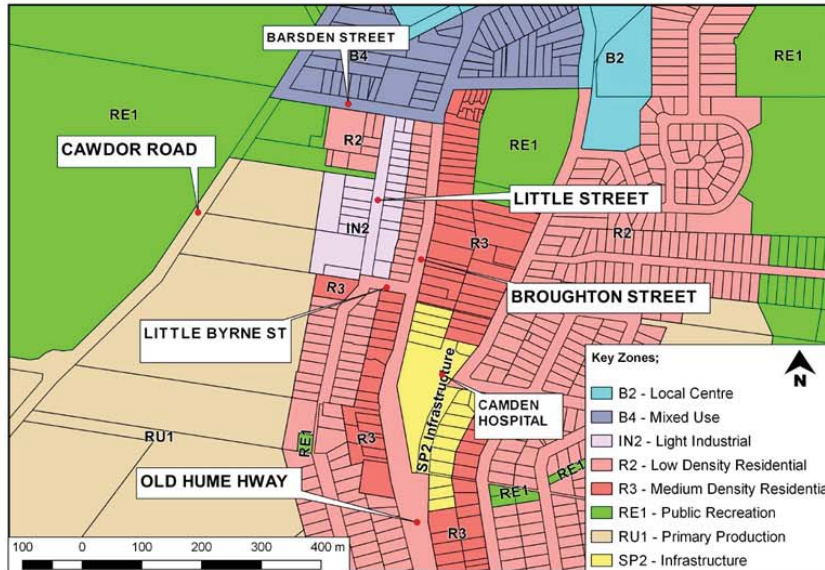 BARSDEN STREET
B4
B2
RE1
RE1
R2
RE1
CAWDOR ROAD
LITTLE STREET
IN2
R3
R2
R3
BROUGHTON STREET
LITTLE BYRNE ST
SP2 Infrastructure
CAMDEN
HOSPITAL
RU1
RE1
R3
OLD HUME HWAY
RE1
RE1
R3
Key Zones;
N
B2 - Local Centre
B4 - Mixed Use
IN2 - Light Industrial
R2 - Low Density Residential
R3 - Medium Density Residential
RE1 - Public Recreation
RU1 - Primary Production
SP2 - Infrastructure
100 0 100 200 300 400 m